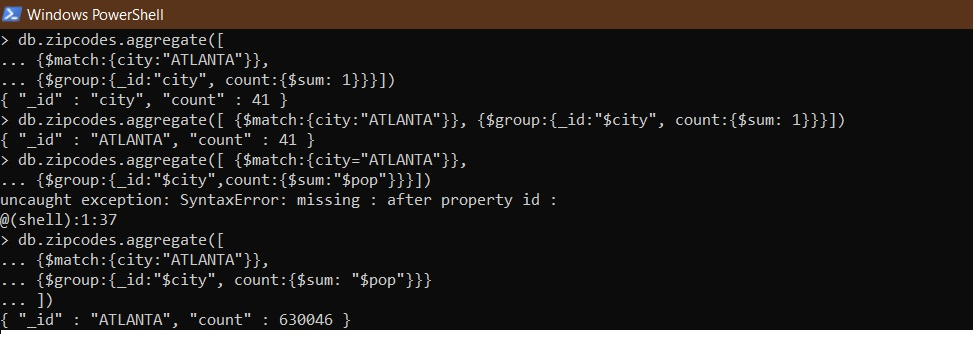 Windows PowerShell
> db.zipcodes.aggregate([
... {$match:{city:"ATLANTA"}},
... {$group:{_id:"city", count:{$sum: 1}}}])
{ "_id" : "city", "count" : 41 }
> db.zipcodes.aggregate([ {$match:{city:"ATLANTA"}}, {$group:{_id:"$city", count:{$sum: 1}}}])
{ "_id" : "ATLANTA", "count" : 41 }
> db.zipcodes.aggregate([ {$match:{city="ATLANTA"}},
... {$group:{_id:"$city",count:{$sum:"$pop"}}}])
uncaught exception: SyntaxError: missing : after property id :
@(shell):1:37
> db.zipcodes.aggregate([
... {$match:{city:"ATLANTA"}},
... {$group:{_id:"$city", count:{$sum: "$pop"}}}
... ])
{ "_id" : "ATLANTA", "count" : 630046 }